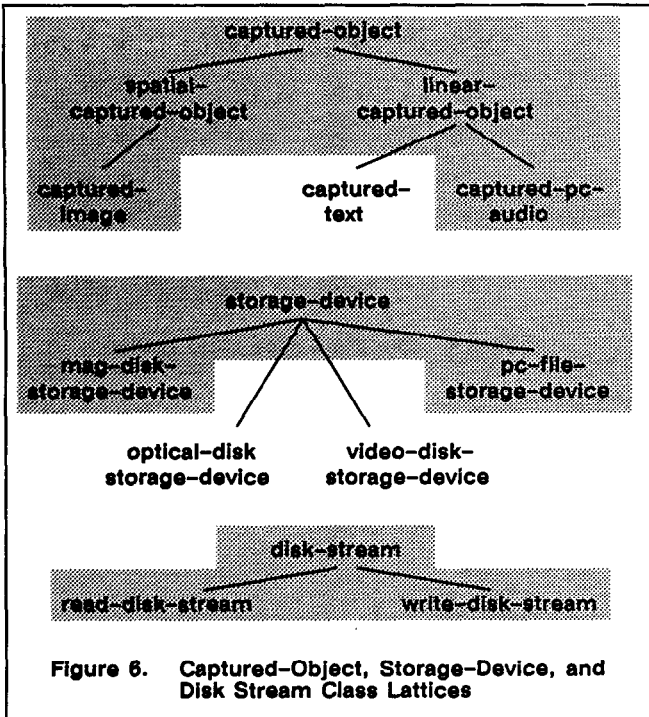 captured-object
spatial-
captured-object
linear-
captured-object
captured-
image
captured-
text
captured-pc-
audio
storage-device
mag-disk-
storage-device
pc-file-
storage-device
optical-disk
storage-device
video-disk-
storage-device
disk-stream
read-disk-stream
write-disk-stream
Figure 6. Captured-Object, Storage-Device, and
Disk Stream Class Lattices